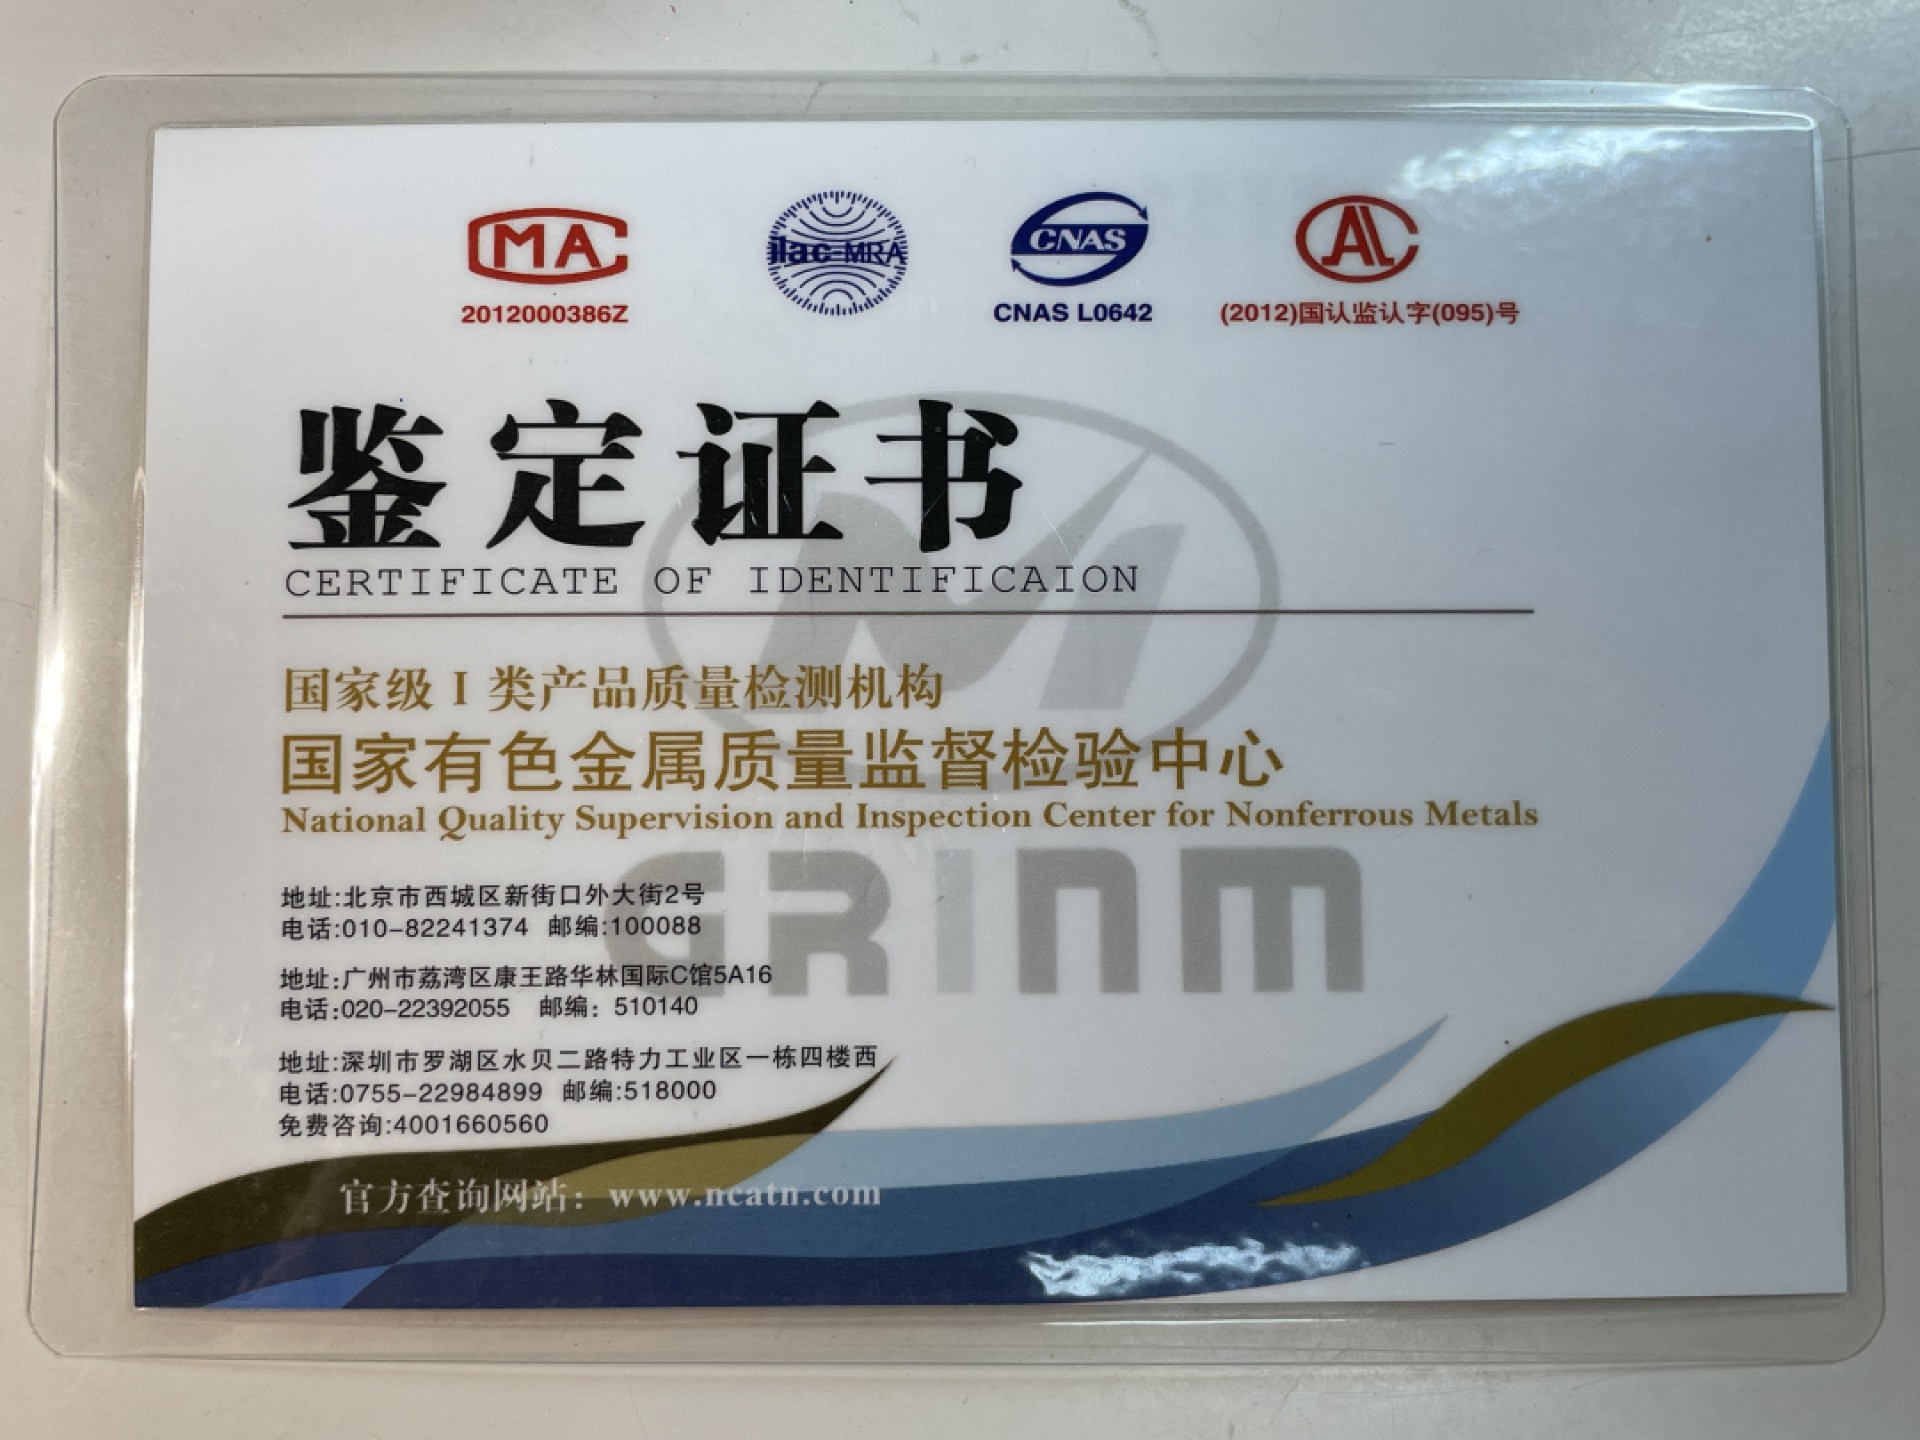 MA
ilac-MRA
CNAS
AL
2012000386Z
CNAS L0642
(2012)国认监认字(095)号
鉴定证书
CERTIFICATE OF IDENTIFICAION
国家级 I 类产品质量检测机构
国家有色金属质量监督检验中心
National Quality Supervision and Inspection Center for Nonferrous Metals
GRINM
地址:北京市西城区新街口外大街2号
电话:010-82241374 邮编:100088
地址:广州市荔湾区康王路华林国际C馆5A16
电话:020-22392055 邮编：510140
地址:深圳市罗湖区水贝二路特力工业区一栋四楼西
电话:0755-22984899 邮编:518000
免费咨询:4001660560
官方查询网站：www.ncatn.com